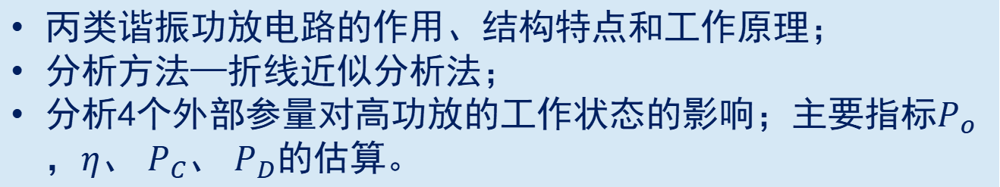 • 丙类谐振功放电路的作用、结构特点和工作原理；
• 分析方法—折线近似分析法；
• 分析4个外部参量对高功放的工作状态的影响；主要指标Pₒ
，η、 P_C、 P_D的估算。